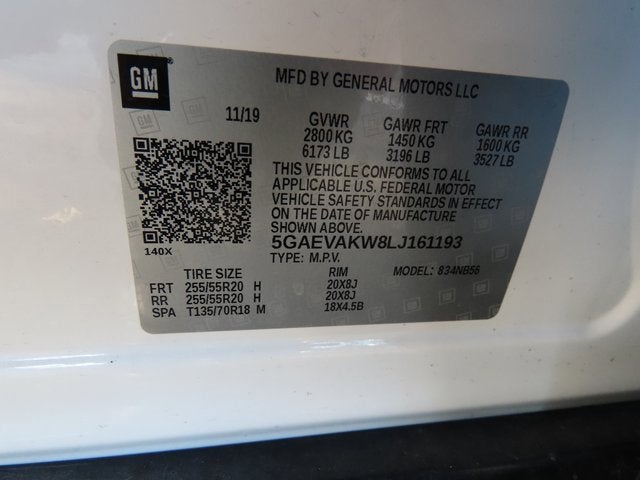 GM
MFD BY GENERAL MOTORS LLC
11/19 GVWR GAWR FRT GAWR RR
2800 KG 1450 KG 1600 KG
6173 LB 3196 LB 3527 LB
THIS VEHICLE CONFORMS TO ALL
APPLICABLE U.S. FEDERAL MOTOR
VEHICLE SAFETY STANDARDS IN EFFECT
ON THE DATE OF MANUFACTURE
SHOWN ABOVE.
5GAEVAKW8LJ161193
140X
TYPE: M.P.V. MODEL: 834NB56
TIRE SIZE RIM
FRT 255/55R20 H 20X8J
RR 255/55R20 H 20X8J
SPA T135/70R18 M 18X4.5B